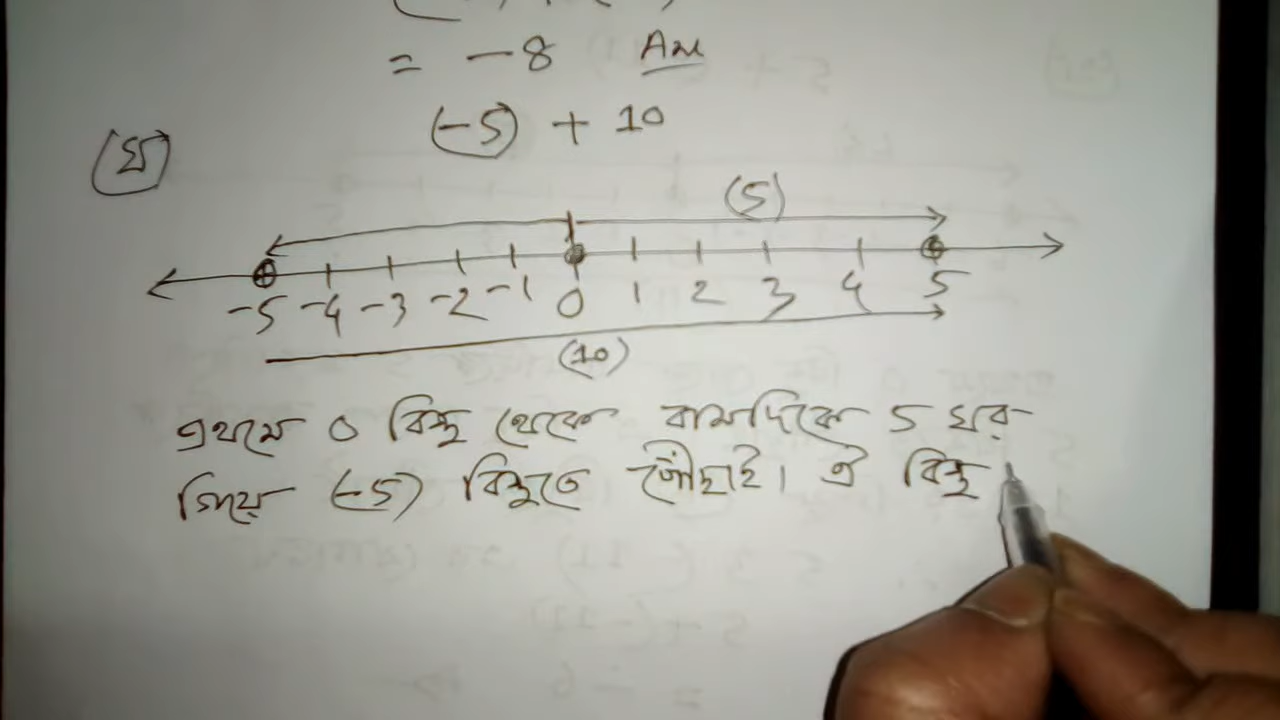 = -8 Ans
(ঘ) (-5) + 10
(5)
-5 -4 -3 -2 -1 0 1 2 3 4 5
(10)
প্রথমে 0 বিন্দু থেকে বামদিকে 5 ঘর
গিয়ে (-5) বিন্দুতে পৌঁছাই। ঐ বিন্দু